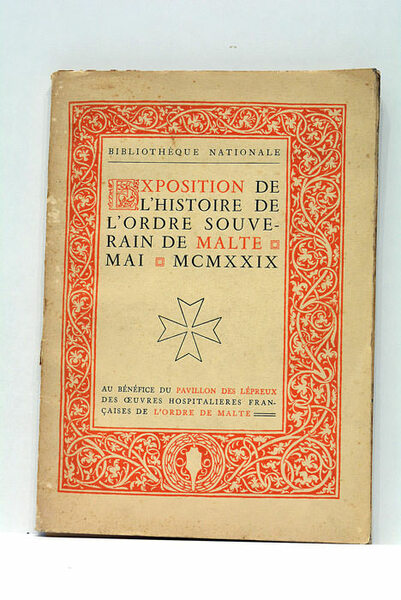 BIBLIOTHÈQUE NATIONALE
EXPOSITION DE
L'HISTOIRE DE
L'ORDRE SOUVE-
RAIN DE MALTE
MAI MCMXXIX
AU BÉNÉFICE DU PAVILLON DES LÉPREUX
DES ŒUVRES HOSPITALIERES FRAN-
ÇAISES DE L'ORDRE DE MALTE